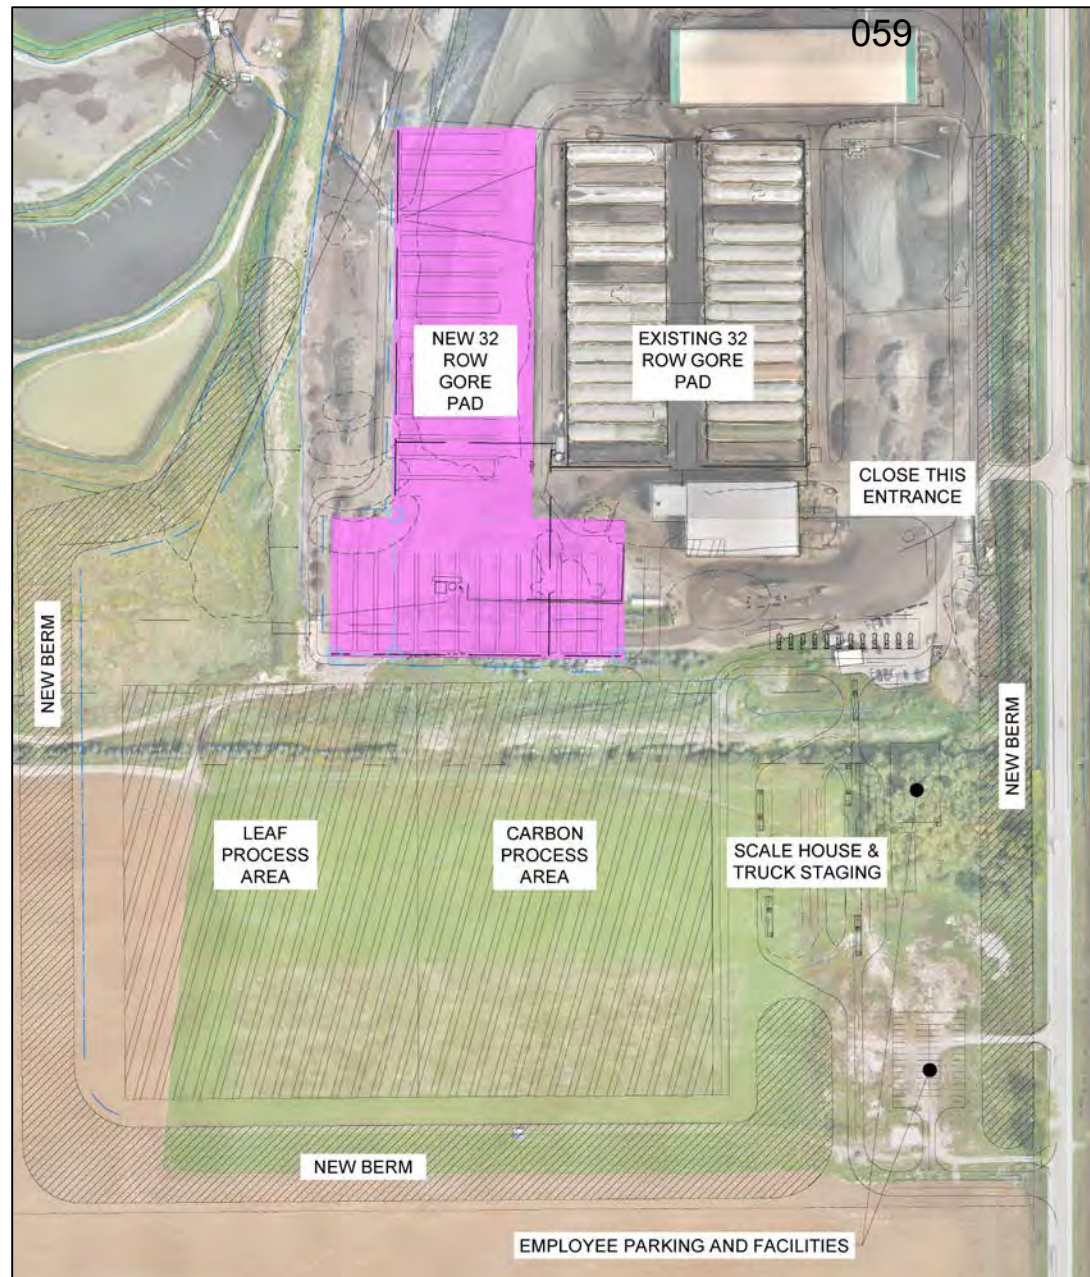 059
NEW 32
ROW
GORE
PAD
EXISTING 32
ROW GORE
PAD
CLOSE THIS
ENTRANCE
NEW BERM
NEW BERM
LEAF
PROCESS
AREA
CARBON
PROCESS
AREA
SCALE HOUSE &
TRUCK STAGING
NEW BERM
EMPLOYEE PARKING AND FACILITIES